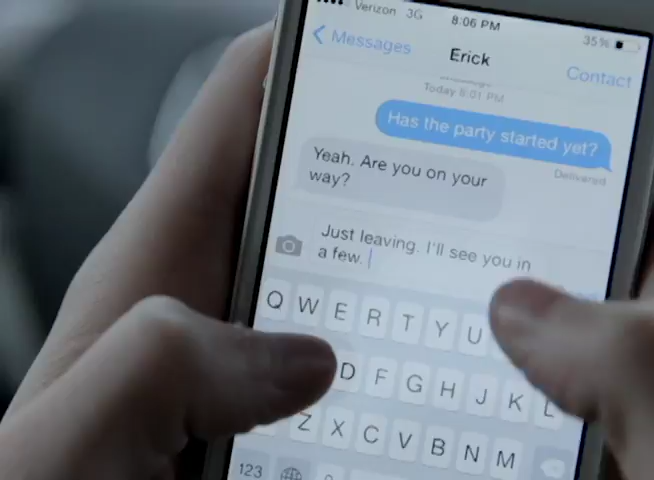 Verizon 3G 8:06 PM 35%
Messages Erick Contact
Today 8:01 PM
Has the party started yet?
Delivered
Yeah. Are you on your
way?
Just leaving. I'll see you in
a few.
Q W E R T Y U
D F G H J K L
Z X C V B N M
123